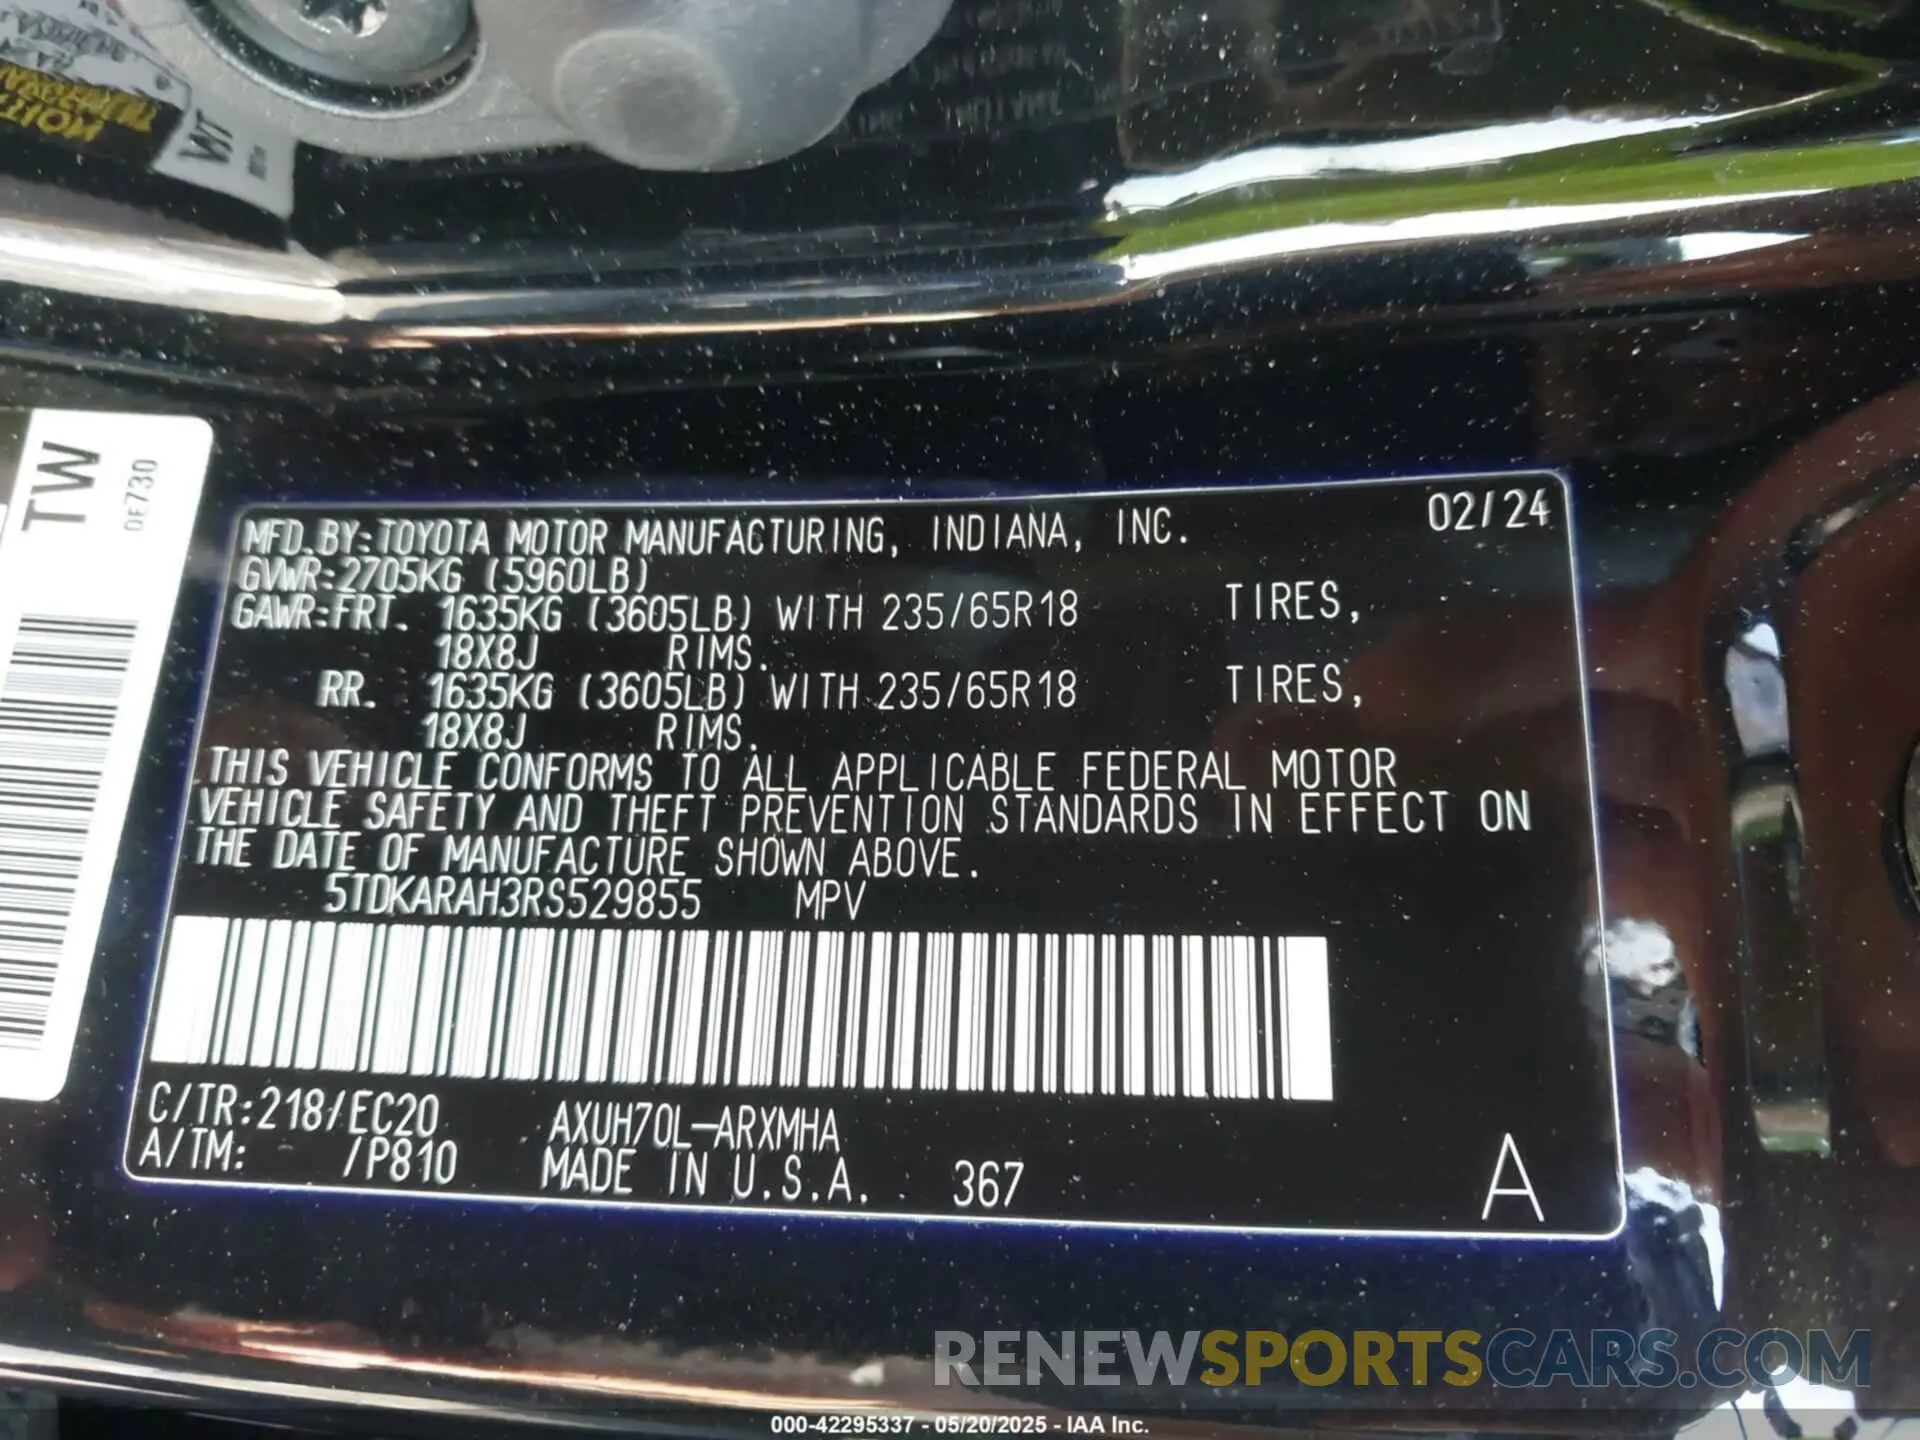 TW
0E730
MFD.BY:TOYOTA MOTOR MANUFACTURING, INDIANA, INC. 02/24
GVWR:2705KG (5960LB)
GAWR:FRT. 1635KG (3605LB) WITH 235/65R18 TIRES,
18X8J RIMS.
RR. 1635KG (3605LB) WITH 235/65R18 TIRES,
18X8J RIMS.
THIS VEHICLE CONFORMS TO ALL APPLICABLE FEDERAL MOTOR
VEHICLE SAFETY AND THEFT PREVENTION STANDARDS IN EFFECT ON
THE DATE OF MANUFACTURE SHOWN ABOVE.
5TDKARAH3RS529855 MPV
C/TR:218/EC20 AXUH70L-ARXMHA
A/TM: /P810 MADE IN U.S.A. 367 A
RENEWSPORTSCARS.COM
000-42295337 - 05/20/2025 - IAA Inc.